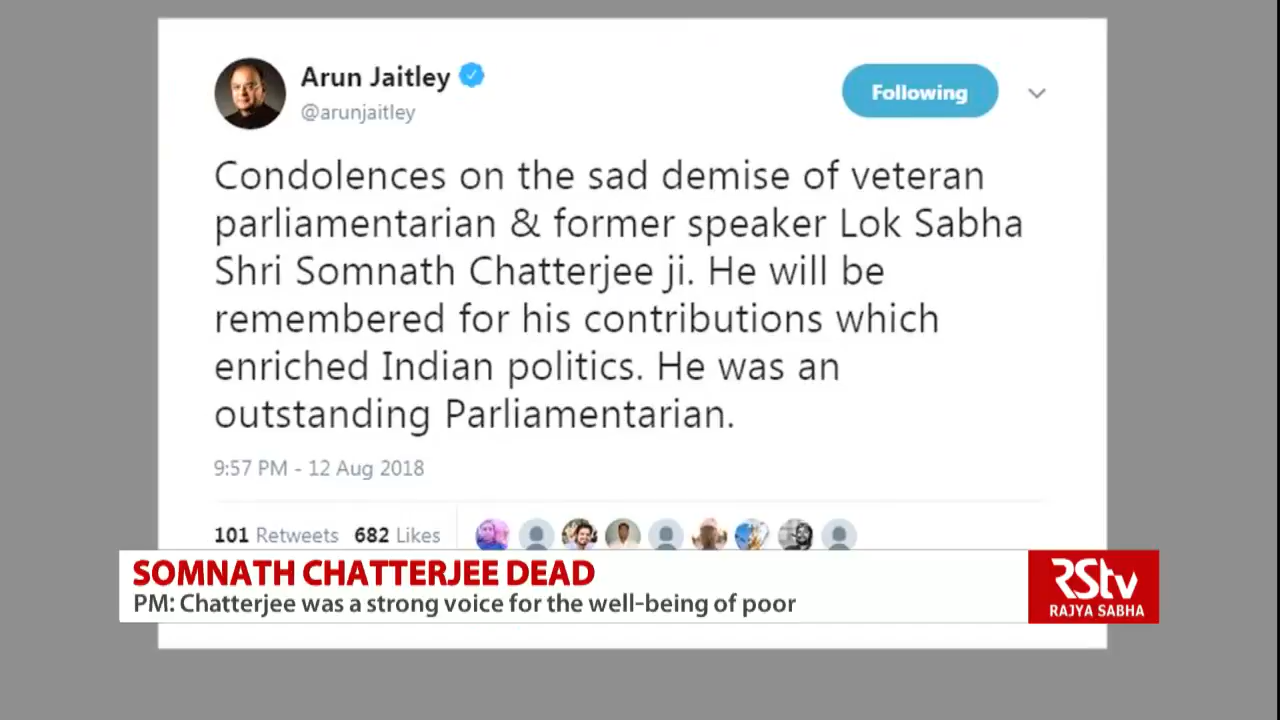 Arun Jaitley
@arunjaitley
Following
Condolences on the sad demise of veteran
parliamentarian & former speaker Lok Sabha
Shri Somnath Chatterjee ji. He will be
remembered for his contributions which
enriched Indian politics. He was an
outstanding Parliamentarian.
9:57 PM - 12 Aug 2018
101 Retweets 682 Likes
SOMNATH CHATTERJEE DEAD
PM: Chatterjee was a strong voice for the well-being of poor
RStv
RAJYA SABHA